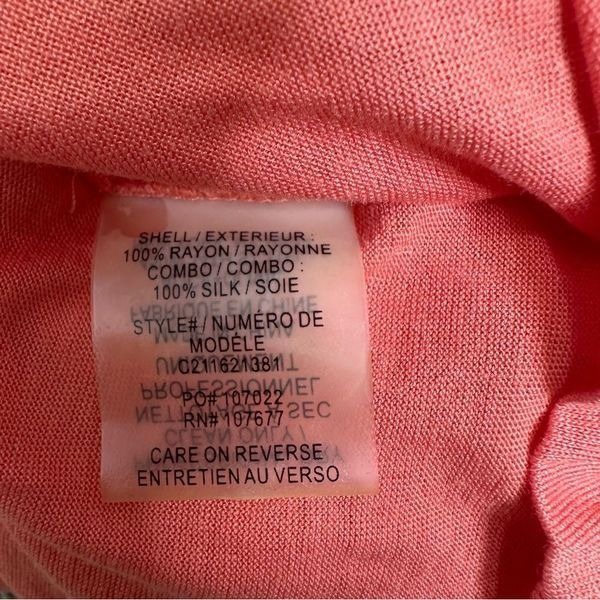 SHELL / EXTERIEUR :
100% RAYON / RAYONNE
COMBO / COMBO :
100% SILK / SOIE
STYLE# / NUMÉRO DE
MODÈLE
C211621381
PO# 107022
RN# 107677
CARE ON REVERSE
ENTRETIEN AU VERSO